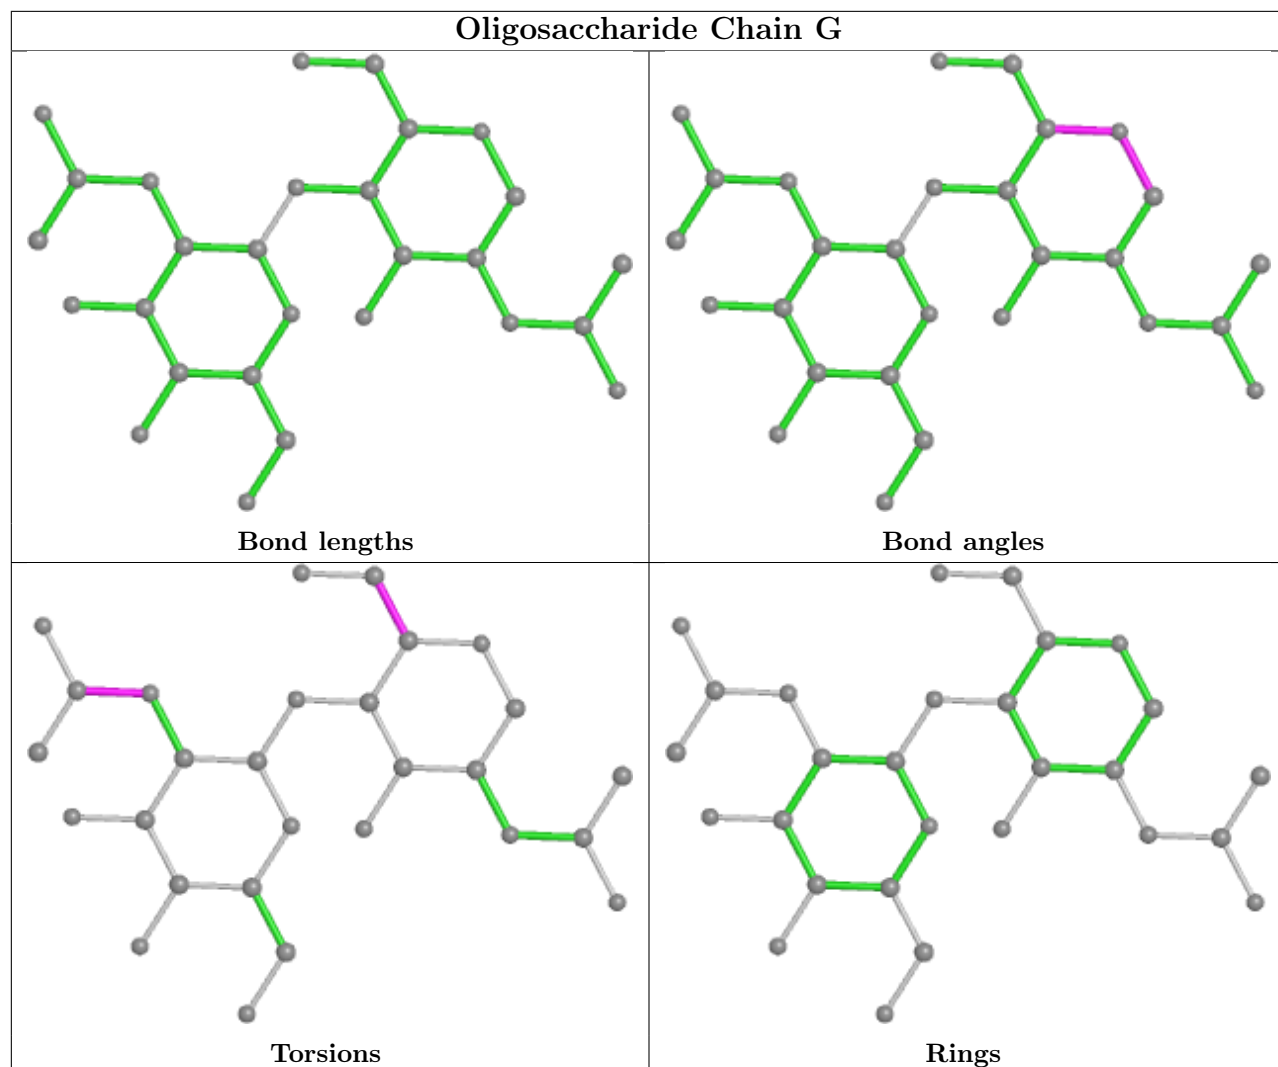 Oligosaccharide Chain G
Bond lengths
Bond angles
Torsions
Rings